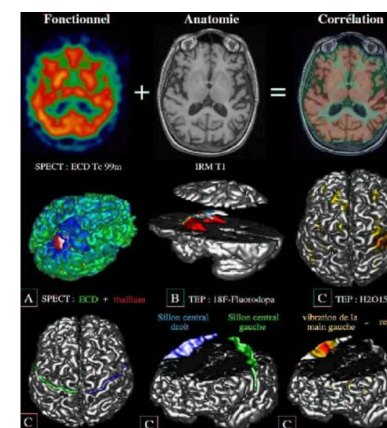 Fonctionnel Anatomie Corrélation
+ =
SPECT : ECD Tc 99m IRM T1
A SPECT : ECD + thallium B TEP : 18F-Fluorodopa C TEP : H2O15
Sillon central droit
Sillon central gauche
vibration de la main gauche - re
C C C